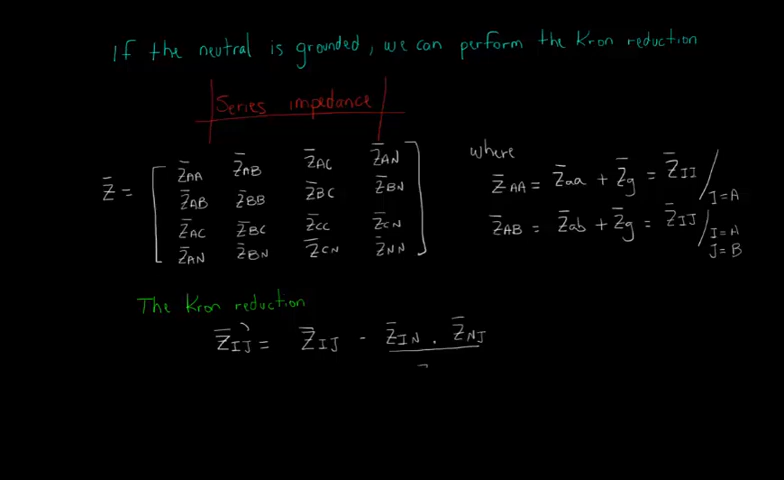 If the neutral is grounded, we can perform the Kron reduction
Series impedance
Z̄ = [ Z̄AA Z̄AB Z̄AC Z̄AN
Z̄AB Z̄BB Z̄BC Z̄BN
Z̄AC Z̄BC Z̄CC Z̄CN
Z̄AN Z̄BN Z̄CN Z̄NN ]
where
Z̄AA = Z̄aa + Z̄g = Z̄II / I=A
Z̄AB = Z̄ab + Z̄g = Z̄IJ / I=A
J=B
The Kron reduction
Z̄IJ' = Z̄IJ - Z̄IN . Z̄NJ